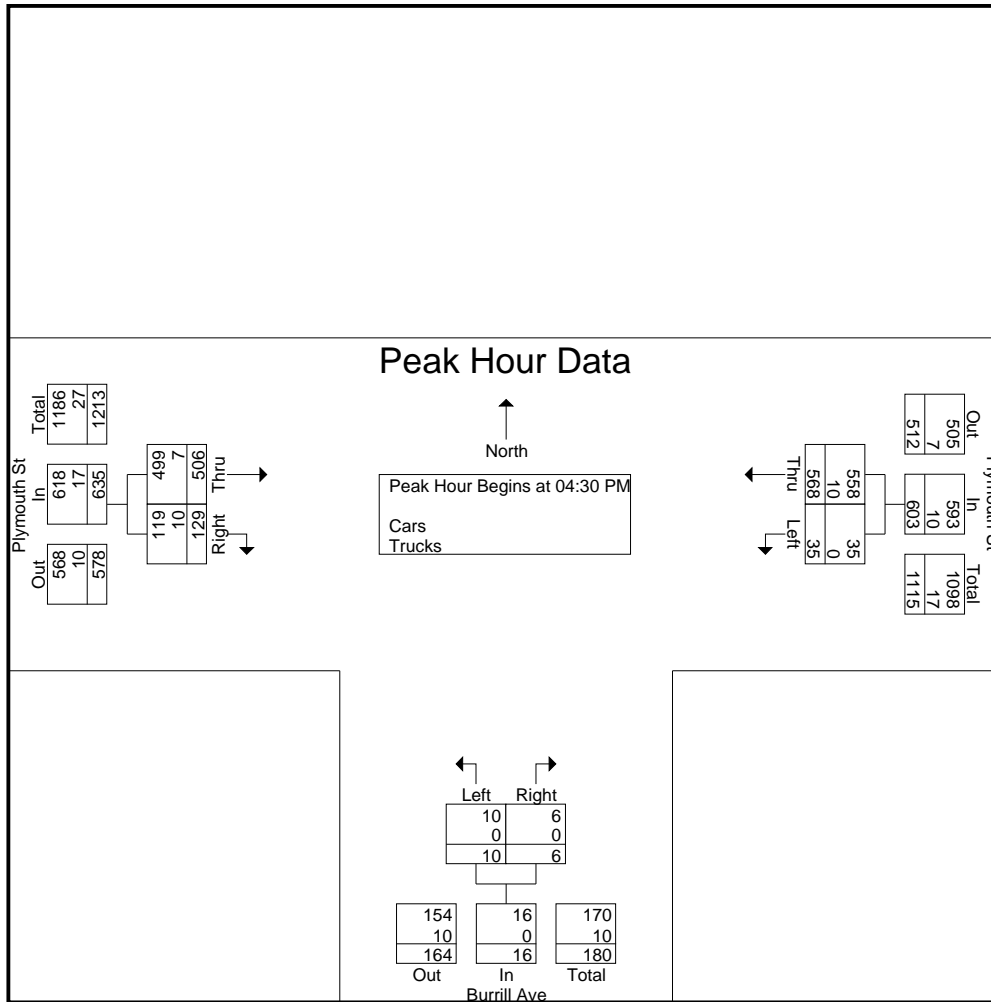 Peak Hour Data
North
Peak Hour Begins at 04:30 PM
Cars
Trucks
Plymouth St
Out
In
Total
568
10
578
618
17
635
1186
27
1213
Right
Thru
119
10
129
499
7
506
Plymouth St
Out
In
Total
505
7
512
593
10
603
1098
17
1115
Thru
Left
558
10
568
35
0
35
Left Right
10 6
0 0
10 6
154 16 170
10 0 10
164 16 180
Out In Total
Burrill Ave